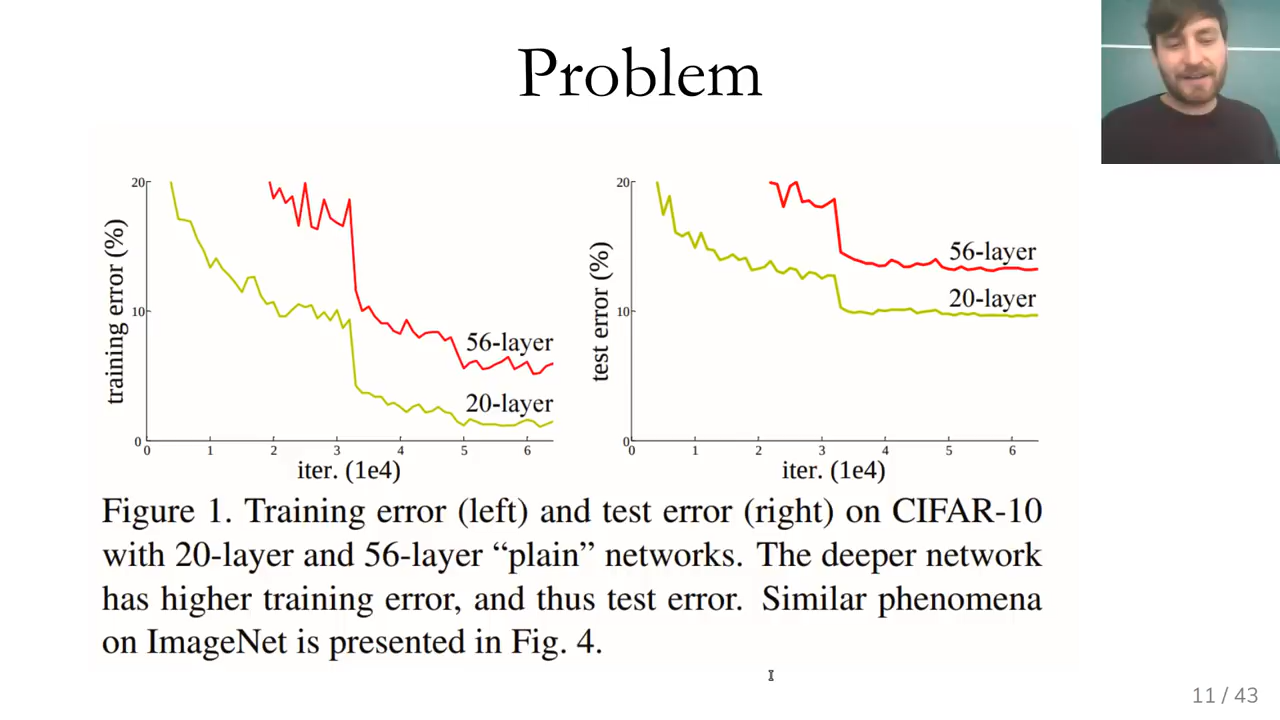 Problem
20
10
0
training error (%)
0 1 2 3 4 5 6
iter. (1e4)
56-layer
20-layer
20
10
0
test error (%)
0 1 2 3 4 5 6
iter. (1e4)
56-layer
20-layer
Figure 1. Training error (left) and test error (right) on CIFAR-10
with 20-layer and 56-layer “plain” networks. The deeper network
has higher training error, and thus test error. Similar phenomena
on ImageNet is presented in Fig. 4.
11 / 43